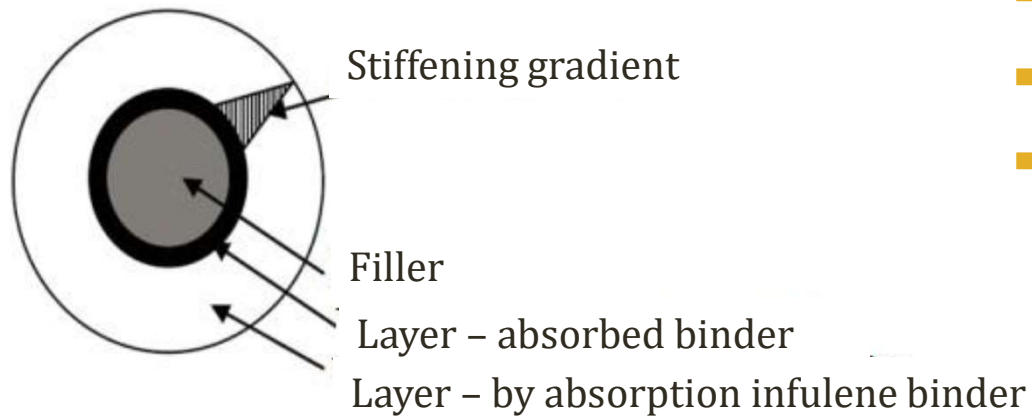 Stiffening gradient
Filler
Layer – absorbed binder
Layer – by absorption infulene binder